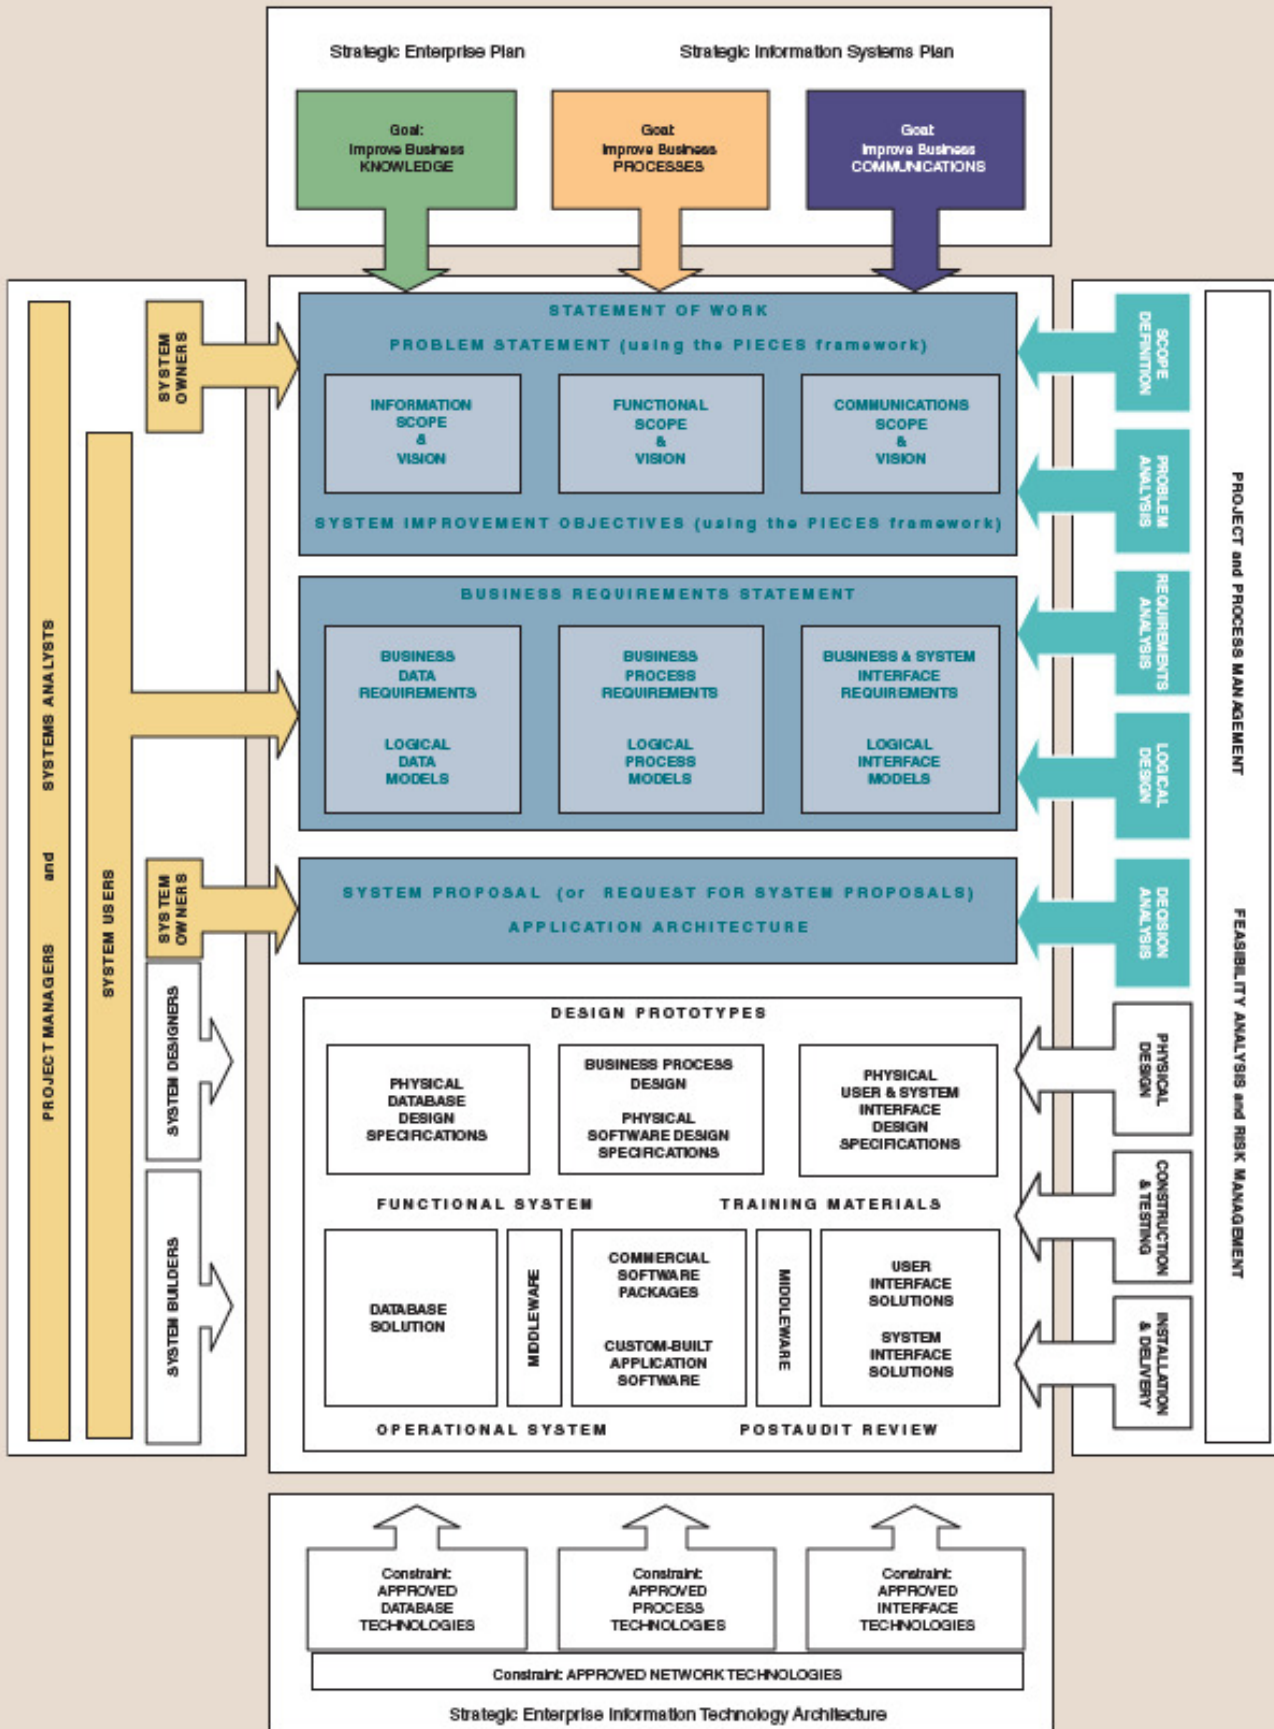 Strategic Enterprise Plan
Strategic Information Systems Plan
Goal:
Improve Business
KNOWLEDGE
Goal:
Improve Business
PROCESSES
Goal:
Improve Business
COMMUNICATIONS
PROJECT MANAGERS and SYSTEMS ANALYSTS
SYSTEM USERS
SYSTEM
OWNERS
SYSTEM
OWNERS
SYSTEM DESIGNERS
SYSTEM BUILDERS
STATEMENT OF WORK
PROBLEM STATEMENT (using the PIECES framework)
INFORMATION
SCOPE
&
VISION
FUNCTIONAL
SCOPE
&
VISION
COMMUNICATIONS
SCOPE
&
VISION
SYSTEM IMPROVEMENT OBJECTIVES (using the PIECES framework)
BUSINESS REQUIREMENTS STATEMENT
BUSINESS
DATA
REQUIREMENTS
LOGICAL
DATA
MODELS
BUSINESS
PROCESS
REQUIREMENTS
LOGICAL
PROCESS
MODELS
BUSINESS & SYSTEM
INTERFACE
REQUIREMENTS
LOGICAL
INTERFACE
MODELS
SYSTEM PROPOSAL (or REQUEST FOR SYSTEM PROPOSALS)
APPLICATION ARCHITECTURE
DESIGN PROTOTYPES
PHYSICAL
DATABASE
DESIGN
SPECIFICATIONS
BUSINESS PROCESS
DESIGN
PHYSICAL
SOFTWARE DESIGN
SPECIFICATIONS
PHYSICAL
USER & SYSTEM
INTERFACE
DESIGN
SPECIFICATIONS
FUNCTIONAL SYSTEM
TRAINING MATERIALS
DATABASE
SOLUTION
MIDDLEWARE
COMMERCIAL
SOFTWARE
PACKAGES
CUSTOM-BUILT
APPLICATION
SOFTWARE
MIDDLEWARE
USER
INTERFACE
SOLUTIONS
SYSTEM
INTERFACE
SOLUTIONS
OPERATIONAL SYSTEM
POSTAUDIT REVIEW
SCOPE
DEFINITION
PROBLEM
ANALYSIS
REQUIREMENTS
ANALYSIS
LOGICAL
DESIGN
DECISION
ANALYSIS
PHYSICAL
DESIGN
CONSTRUCTION
& TESTING
INSTALLATION
& DELIVERY
PROJECT and PROCESS MANAGEMENT
FEASIBILITY ANALYSIS and RISK MANAGEMENT
Constraint:
APPROVED
DATABASE
TECHNOLOGIES
Constraint:
APPROVED
PROCESS
TECHNOLOGIES
Constraint:
APPROVED
INTERFACE
TECHNOLOGIES
Constraint: APPROVED NETWORK TECHNOLOGIES
Strategic Enterprise Information Technology Architecture